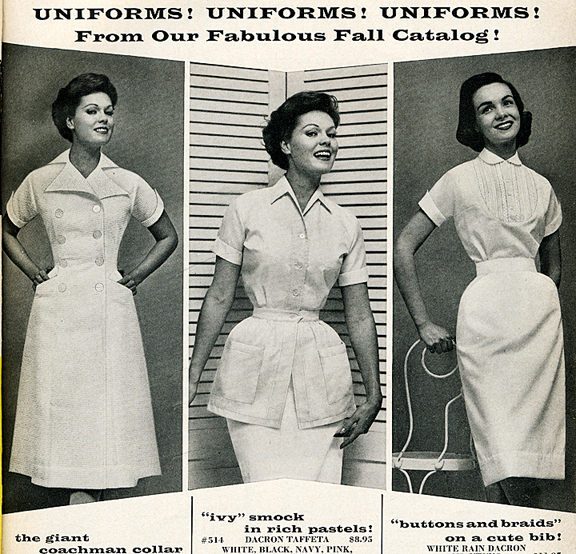 UNIFORMS! UNIFORMS! UNIFORMS!
From Our Fabulous Fall Catalog!
the giant
coachman collar
"ivy" smock
in rich pastels!
#514 DACRON TAFFETA $8.95
WHITE, BLACK, NAVY, PINK,
"buttons and braids"
on a cute bib!
WHITE RAIN DACRON